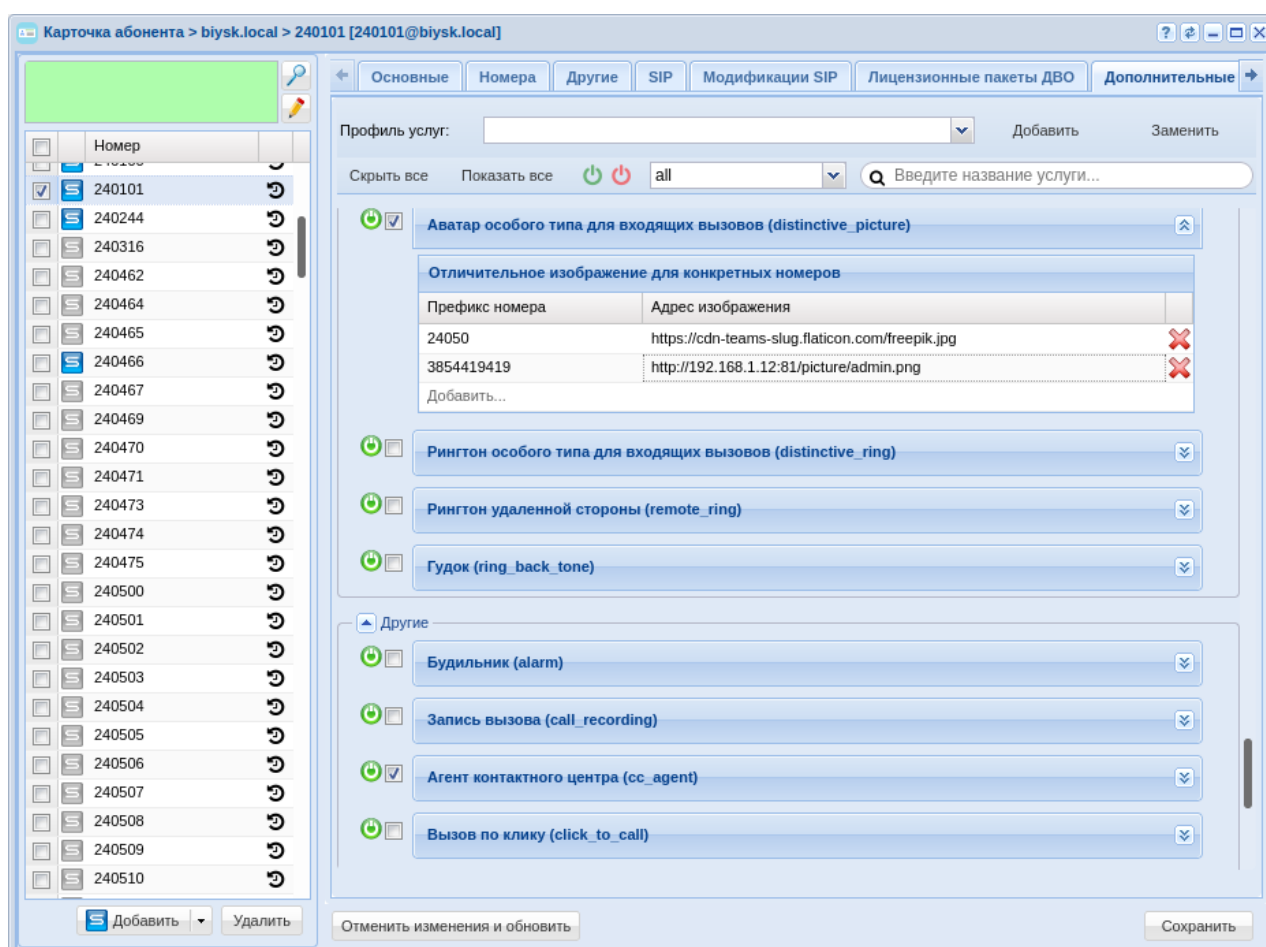 Карточка абонента > biysk.local > 240101 [240101@biysk.local]
Основные Номера Другие SIP Модификации SIP Лицензионные пакеты ДВО Дополнительные
Профиль услуг: Добавить Заменить
Скрыть все Показать все all Введите название услуги...
Номер
240101
240244
240316
240462
240464
240465
240466
240467
240469
240470
240471
240473
240474
240475
240500
240501
240502
240503
240504
240505
240506
240507
240508
240509
240510
Добавить Удалить
Аватар особого типа для входящих вызовов (distinctive_picture)
Отличительное изображение для конкретных номеров
Префикс номера Адрес изображения
24050 https://cdn-teams-slug.flaticon.com/freepik.jpg
3854419419 http://192.168.1.12:81/picture/admin.png
Добавить...
Рингтон особого типа для входящих вызовов (distinctive_ring)
Рингтон удаленной стороны (remote_ring)
Гудок (ring_back_tone)
Другие
Будильник (alarm)
Запись вызова (call_recording)
Агент контактного центра (cc_agent)
Вызов по клику (click_to_call)
Отменить изменения и обновить Сохранить